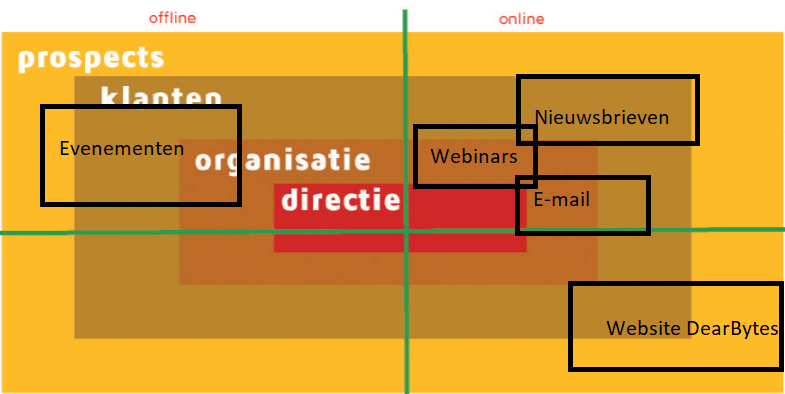 offline
online
prospects
klanten
Nieuwsbrieven
Evenementen
Webinars
organisatie
directie
E-mail
Website DearBytes